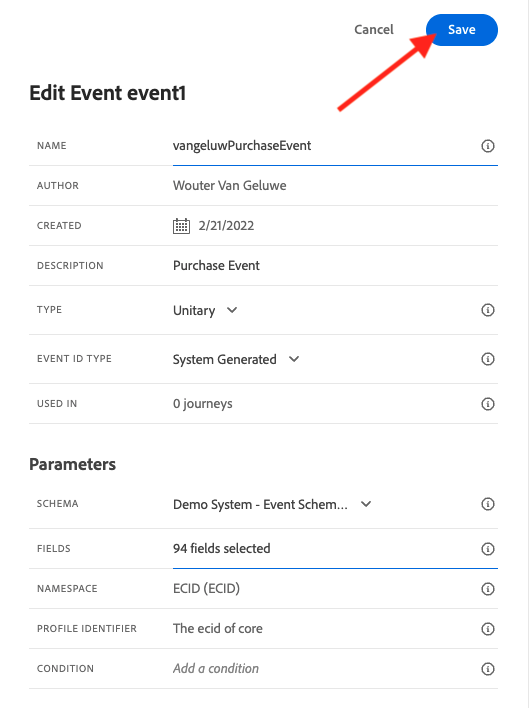 Cancel Save
Edit Event event1
NAME vangeluwPurchaseEvent
AUTHOR Wouter Van Geluwe
CREATED 2/21/2022
DESCRIPTION Purchase Event
TYPE Unitary
EVENT ID TYPE System Generated
USED IN 0 journeys
Parameters
SCHEMA Demo System - Event Schem...
FIELDS 94 fields selected
NAMESPACE ECID (ECID)
PROFILE IDENTIFIER The ecid of core
CONDITION Add a condition